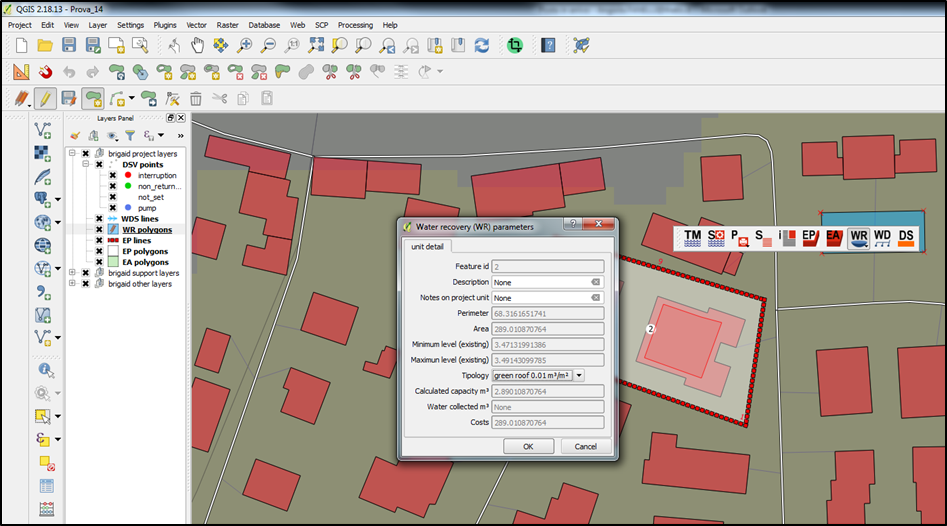 QGIS 2.18.13 - Prova_14
Project Edit View Layer Settings Plugins Vector Raster Database Web SCP Processing Help
1:1
Layers Panel
brigaid project layers
DSV points
interruption
non_return...
not_set
pump
WDS lines
WR polygons
EP lines
EP polygons
EA polygons
brigaid support layers
brigaid other layers
Water recovery (WR) parameters
unit detail
Feature id 2
Description None
Notes on project unit None
Perimeter 68.3161651741
Area 289.010870764
Minimum level (existing) 3.47131991386
Maximun level (existing) 3.49143099785
Tipology green roof 0.01 m³/m²
Calculated capacity m³ 2.89010870764
Water collected m³ None
Costs 289.010870764
OK Cancel
TM S P S i EP EA WR WD DS
9
2